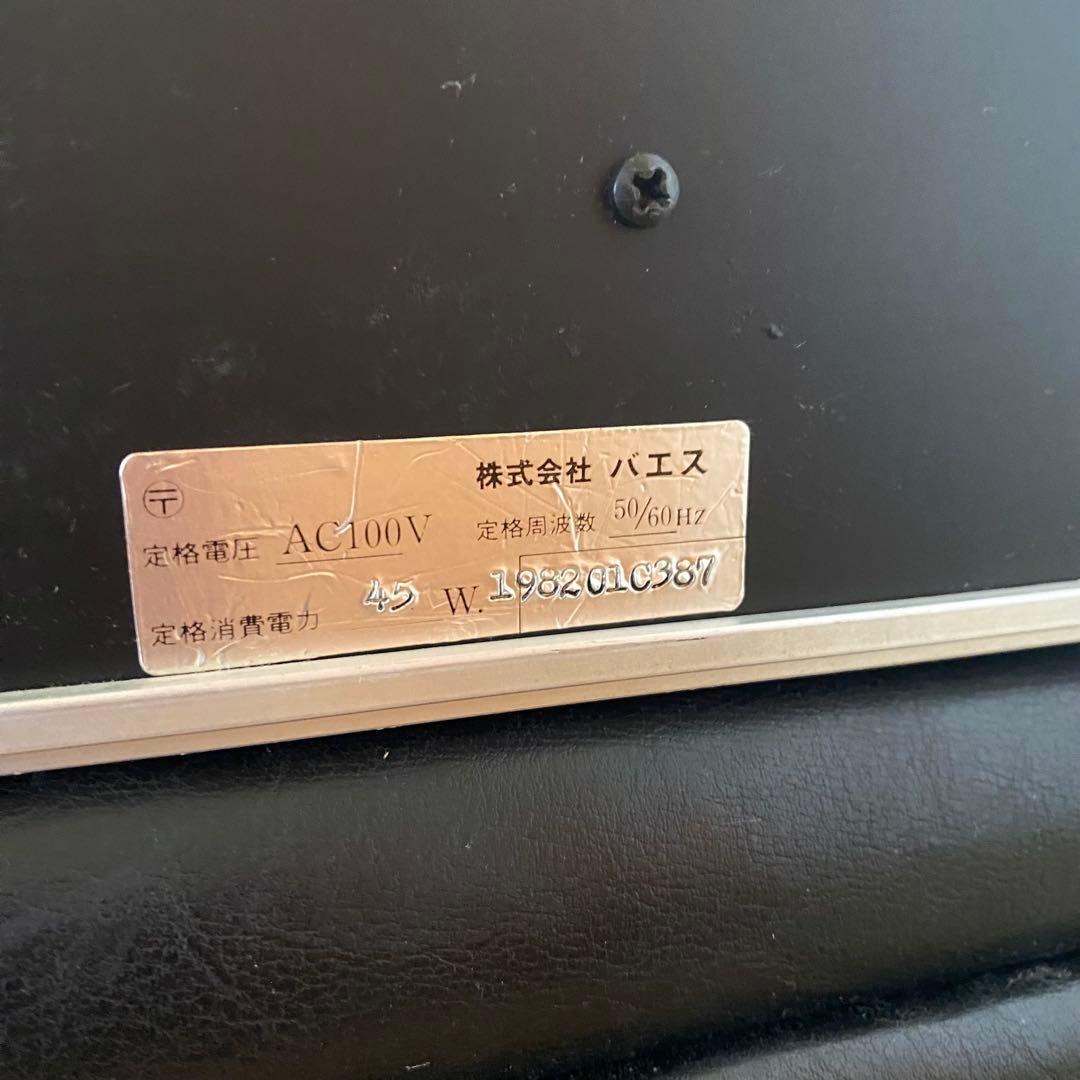 株式会社 バエス
〒
定格電圧 AC100V 定格周波数 50/60Hz
定格消費電力 45 W. 198201C387